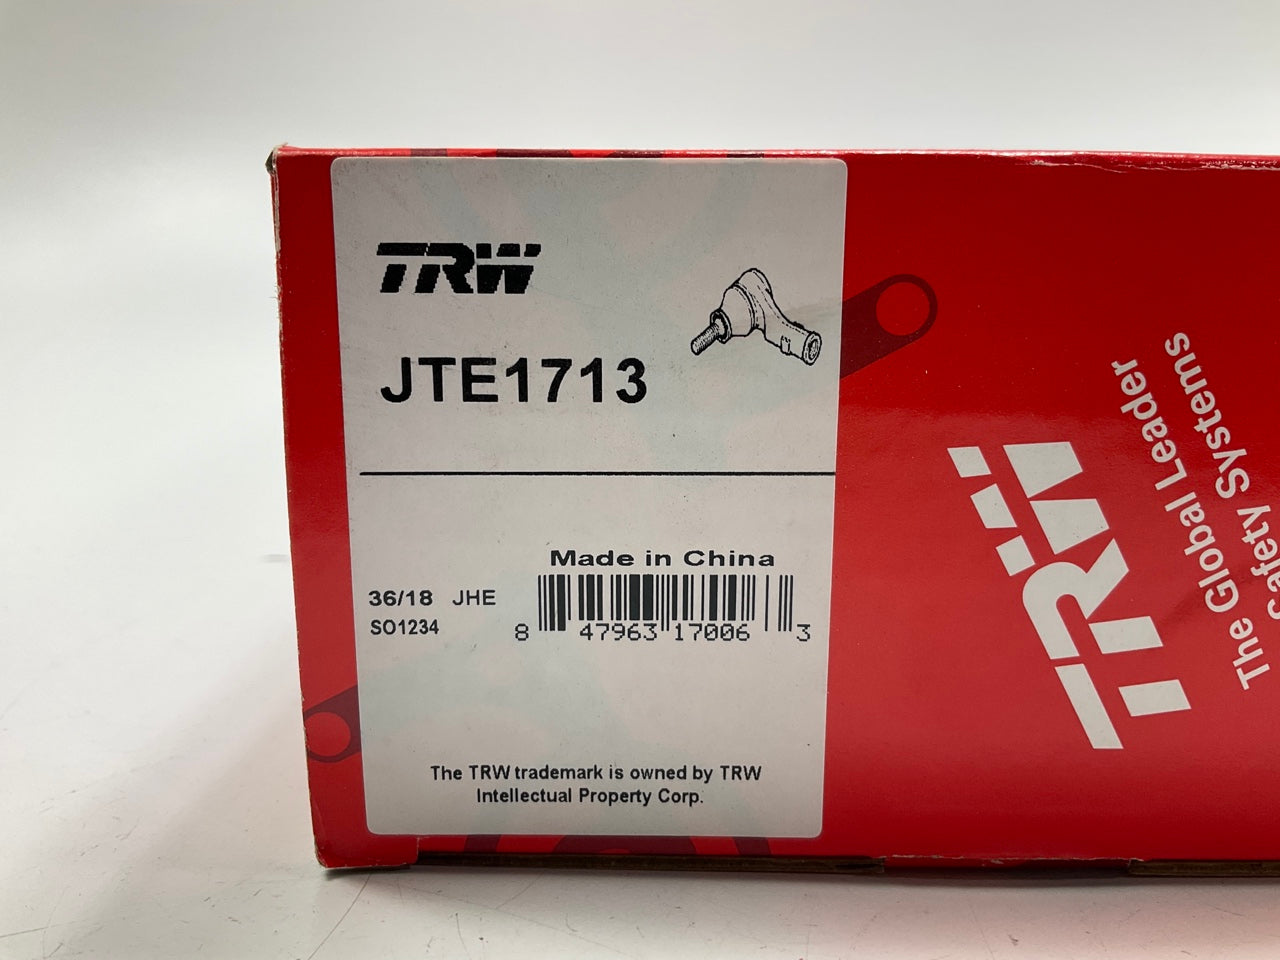 TRW
JTE1713
Made in China
36/18 JHE
SO1234
8 47963 17006 3
The TRW trademark is owned by TRW
Intellectual Property Corp.
TRW
The Global Leader
Safety Systems